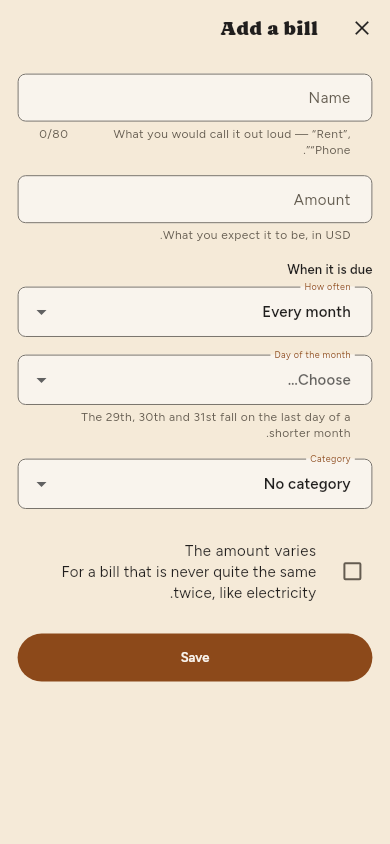 Add a bill
Name
What you would call it out loud — “Rent”,
.”“Phone
0/80
Amount
.What you expect it to be, in USD
When it is due
How often
Every month
Day of the month
...Choose
The 29th, 30th and 31st fall on the last day of a
.shorter month
Category
No category
The amount varies
For a bill that is never quite the same
.twice, like electricity
Save